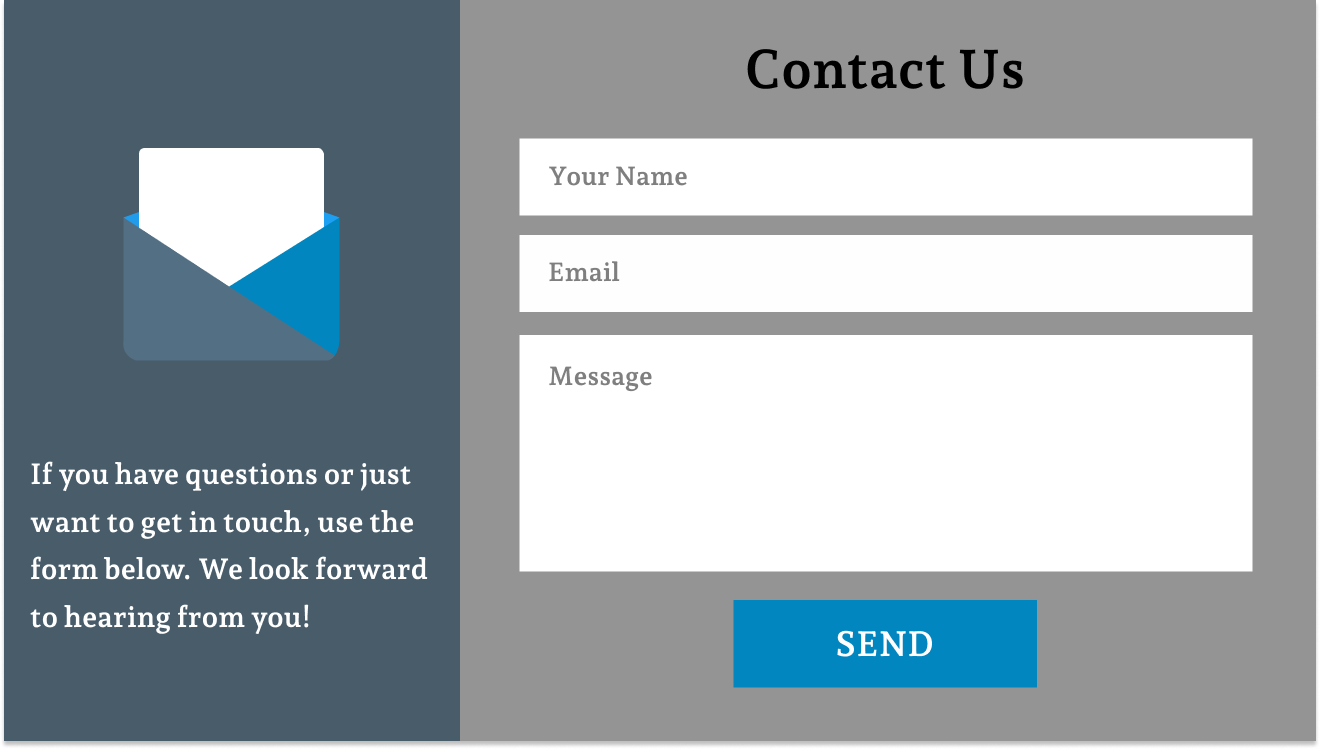 If you have questions or just
want to get in touch, use the
form below. We look forward
to hearing from you!
Contact Us
Your Name
Email
Message
SEND